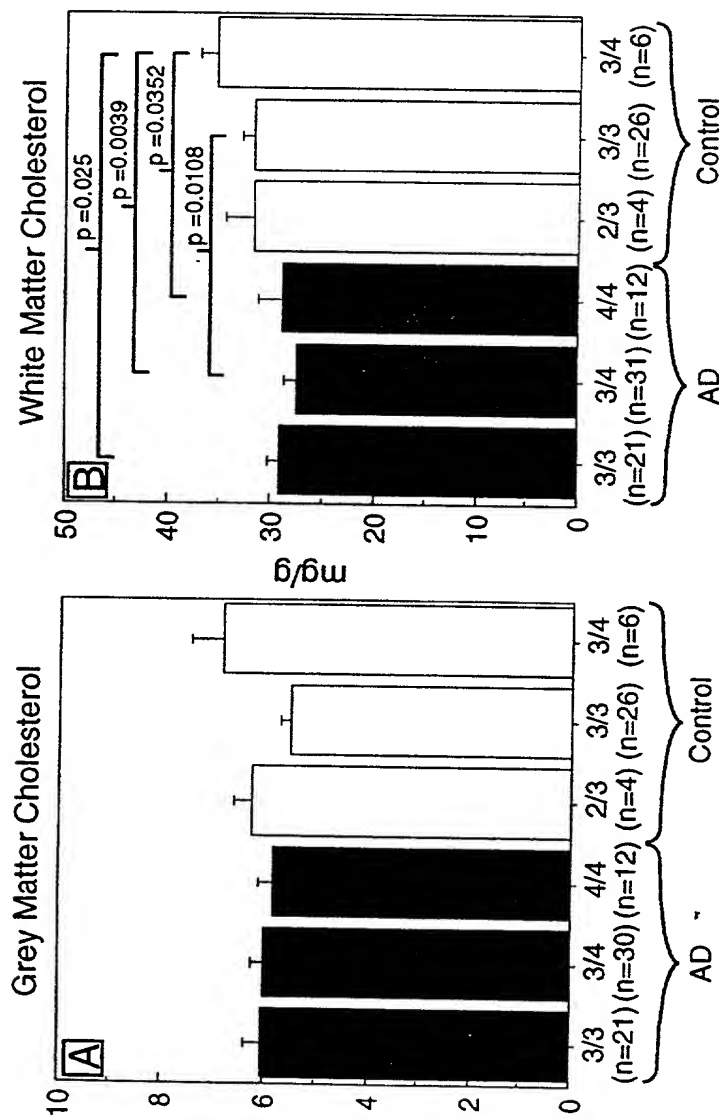 Grey Matter Cholesterol
A
10
8
6
4
2
0
3/3 3/4 4/4 2/3 3/3 3/4
(n=21) (n=30) (n=12) (n=4) (n=26) (n=6)
AD Control
White Matter Cholesterol
B
mg/g
50
40
30
20
10
0
p =0.025
p =0.0039
p =0.0352
p =0.0108
3/3 3/4 4/4 2/3 3/3 3/4
(n=21) (n=31) (n=12) (n=4) (n=26) (n=6)
AD Control